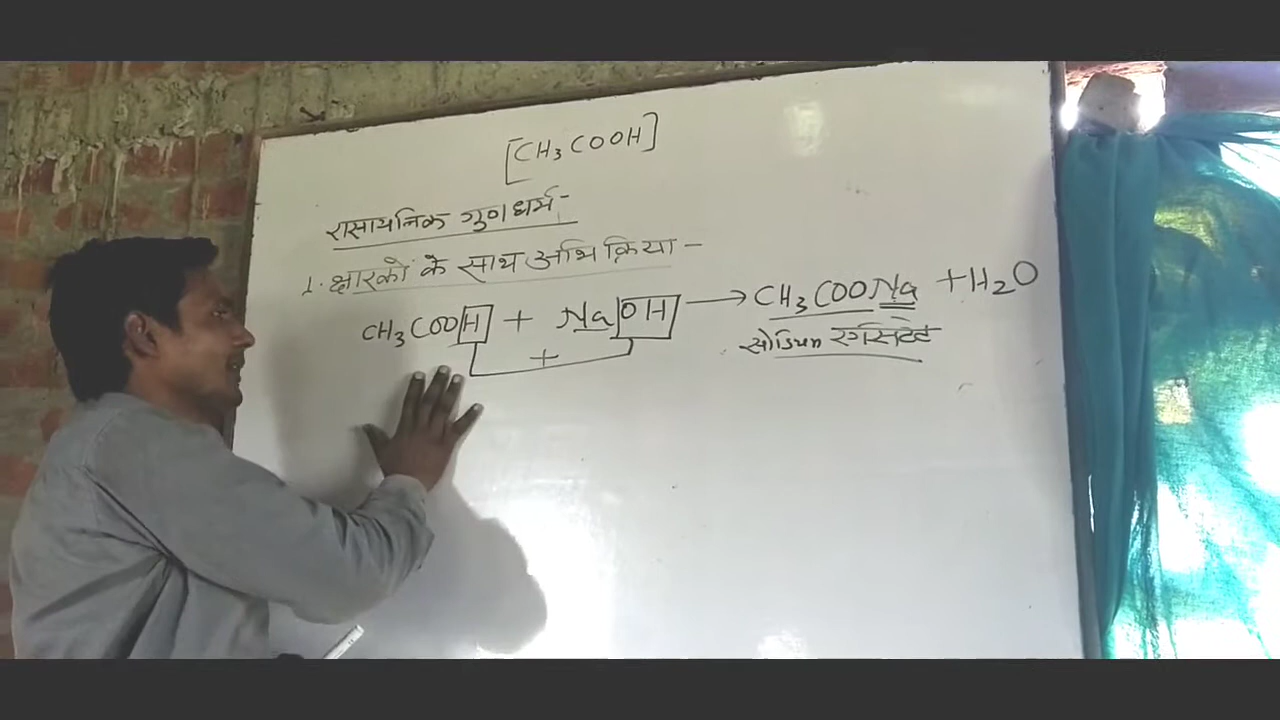 [CH₃COOH]
रासायनिक गुणधर्म-
1. क्षारकों के साथ अभिक्रिया-
CH₃COOH + NaOH → CH₃COONa + H₂O
+
सोडियम एसिटेट